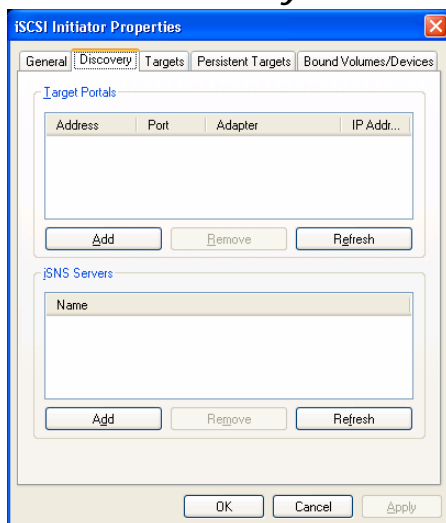 iSCSI Initiator Properties
General Discovery Targets Persistent Targets Bound Volumes/Devices
Target Portals
Address Port Adapter IP Addr...
Add Remove Refresh
iSNS Servers
Name
Add Remove Refresh
OK Cancel Apply